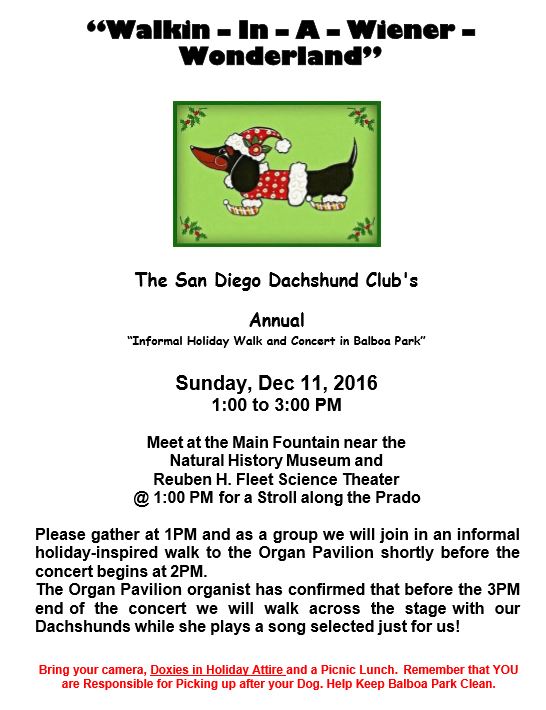 “Walkin – In – A – Wiener –
Wonderland”
The San Diego Dachshund Club's
Annual
“Informal Holiday Walk and Concert in Balboa Park”
Sunday, Dec 11, 2016
1:00 to 3:00 PM
Meet at the Main Fountain near the
Natural History Museum and
Reuben H. Fleet Science Theater
@ 1:00 PM for a Stroll along the Prado
Please gather at 1PM and as a group we will join in an informal
holiday-inspired walk to the Organ Pavilion shortly before the
concert begins at 2PM.
The Organ Pavilion organist has confirmed that before the 3PM
end of the concert we will walk across the stage with our
Dachshunds while she plays a song selected just for us!
Bring your camera, Doxies in Holiday Attire and a Picnic Lunch. Remember that YOU
are Responsible for Picking up after your Dog. Help Keep Balboa Park Clean.